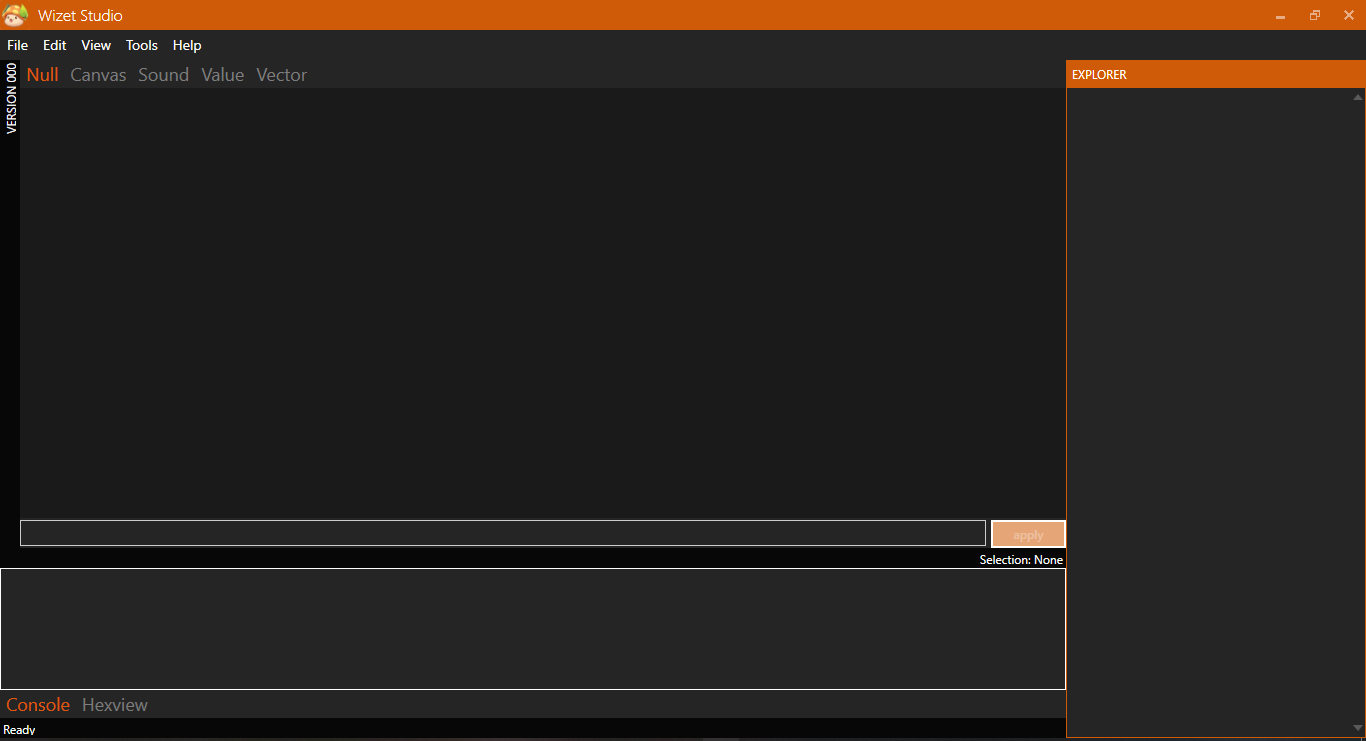 Wizet Studio
File Edit View Tools Help
VERSION 000
Null Canvas Sound Value Vector
EXPLORER
apply
Selection: None
Console Hexview
Ready